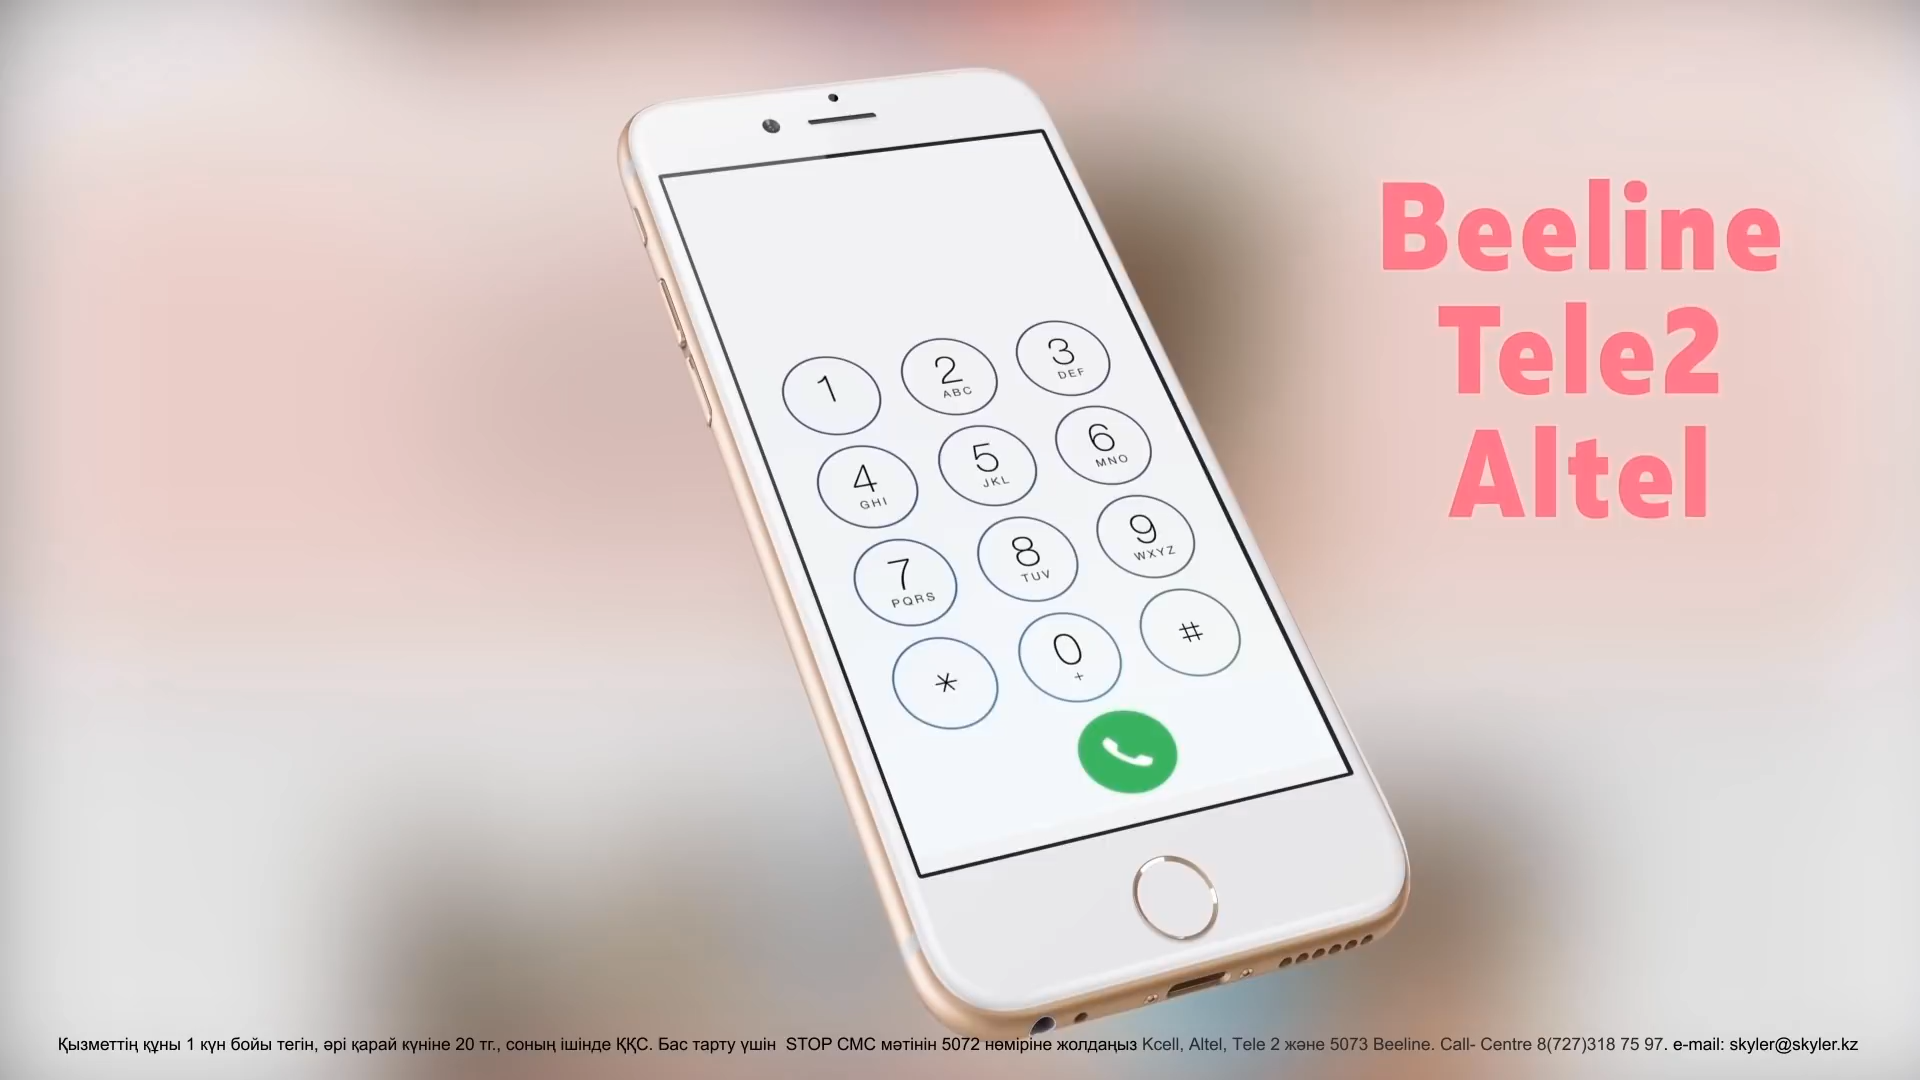 Beeline
Tele2
Altel
1
2
ABC
3
DEF
4
GHI
5
JKL
6
MNO
7
PQRS
8
TUV
9
WXYZ
*
0
+
#
Қызметтің құны 1 күн бойы тегін, әрі қарай күніне 20 тг., соның ішінде ҚҚС. Бас тарту үшін STOP СМС мәтінін 5072 нөміріне жолдаңыз Kcell, Altel, Tele 2 және 5073 Beeline. Call- Centre 8(727)318 75 97. e-mail: skyler@skyler.kz